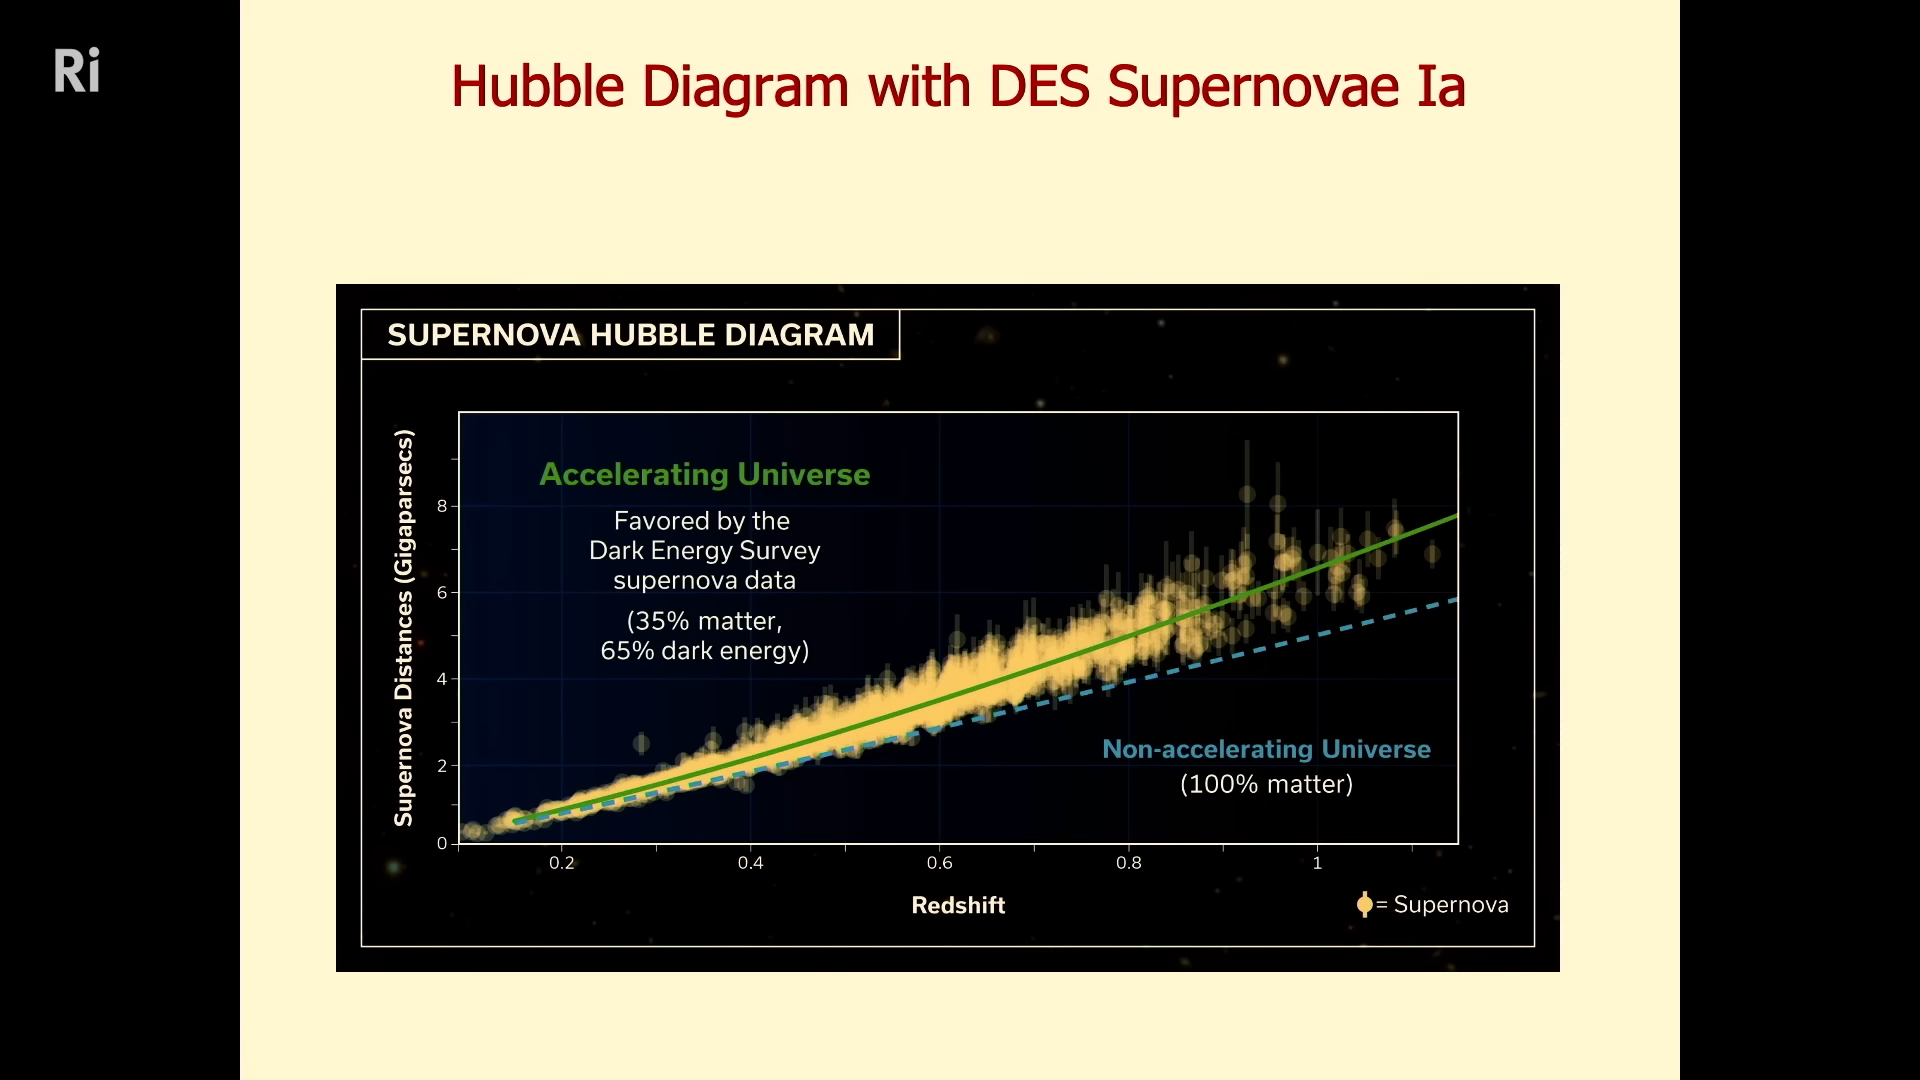 Ri
Hubble Diagram with DES Supernovae Ia
SUPERNOVA HUBBLE DIAGRAM
Supernova Distances (Gigaparsecs)
8
6
4
2
0
Accelerating Universe
Favored by the
Dark Energy Survey
supernova data
(35% matter,
65% dark energy)
Non-accelerating Universe
(100% matter)
0.2 0.4 0.6 0.8 1
Redshift
= Supernova